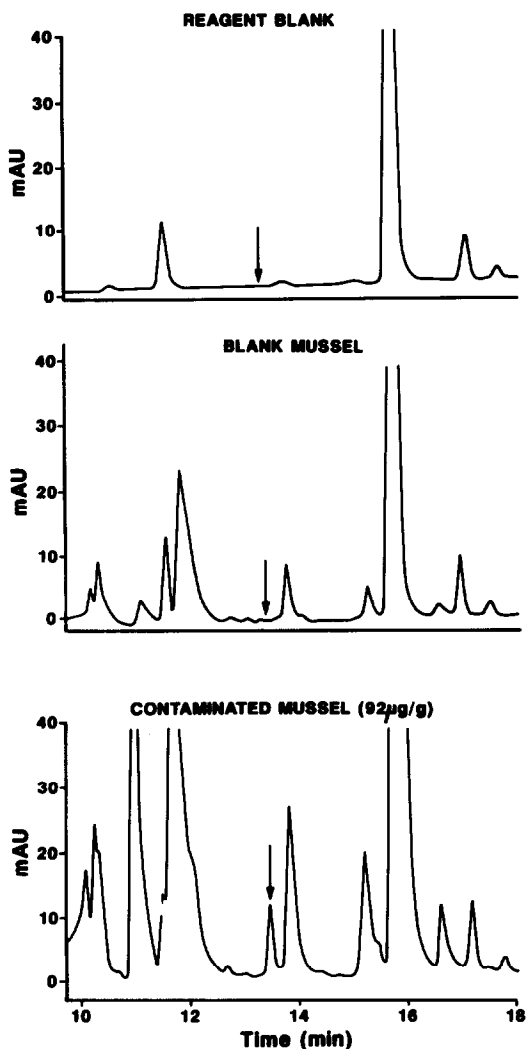 REAGENT BLANK
40
30
20
10
0
mAU
BLANK MUSSEL
40
30
20
10
0
mAU
CONTAMINATED MUSSEL (92µg/g)
40
30
20
10
0
mAU
10 12 14 16 18
Time (min)